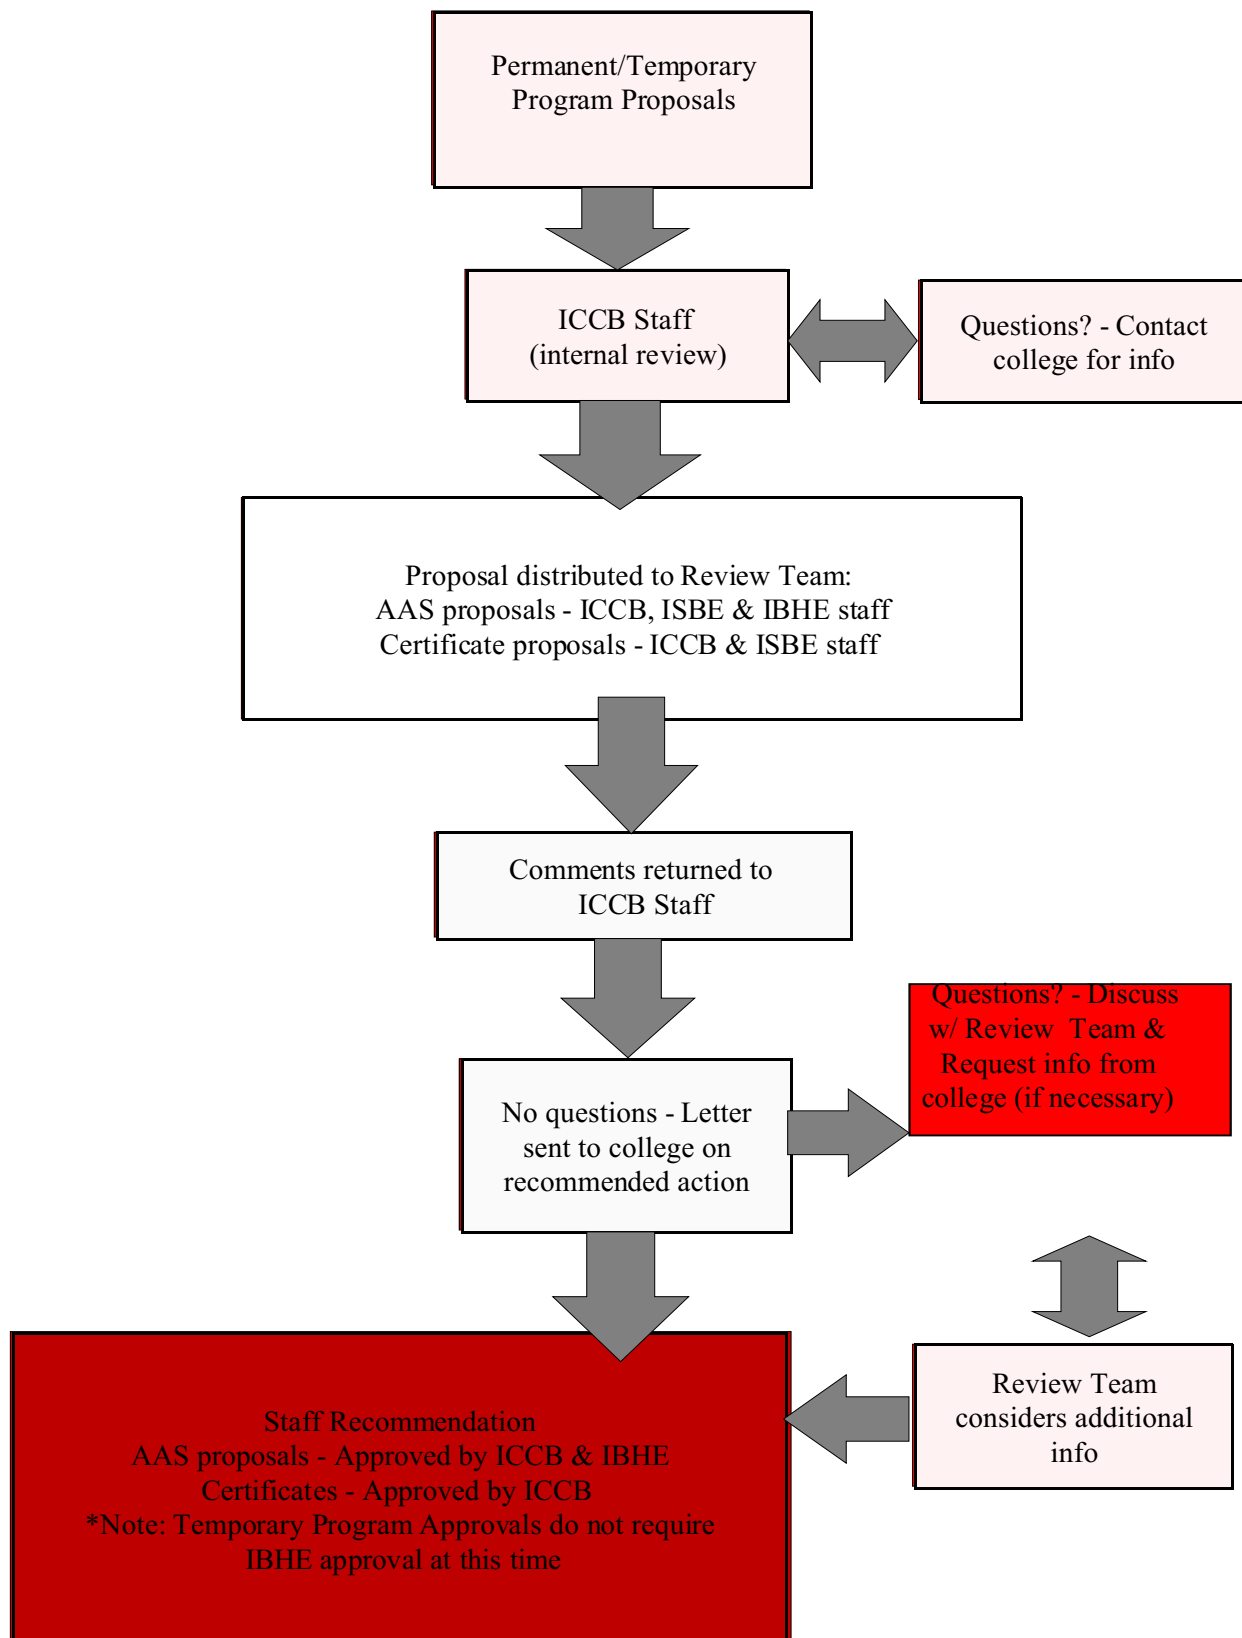 Permanent/Temporary
Program Proposals
ICCB Staff
(internal review)
Questions? - Contact
college for info
Proposal distributed to Review Team:
AAS proposals - ICCB, ISBE & IBHE staff
Certificate proposals - ICCB & ISBE staff
Comments returned to
ICCB Staff
No questions - Letter
sent to college on
recommended action
Questions? - Discuss
w/ Review Team &
Request info from
college (if necessary)
Review Team
considers additional
info
Staff Recommendation
AAS proposals - Approved by ICCB & IBHE
Certificates - Approved by ICCB
*Note: Temporary Program Approvals do not require
IBHE approval at this time